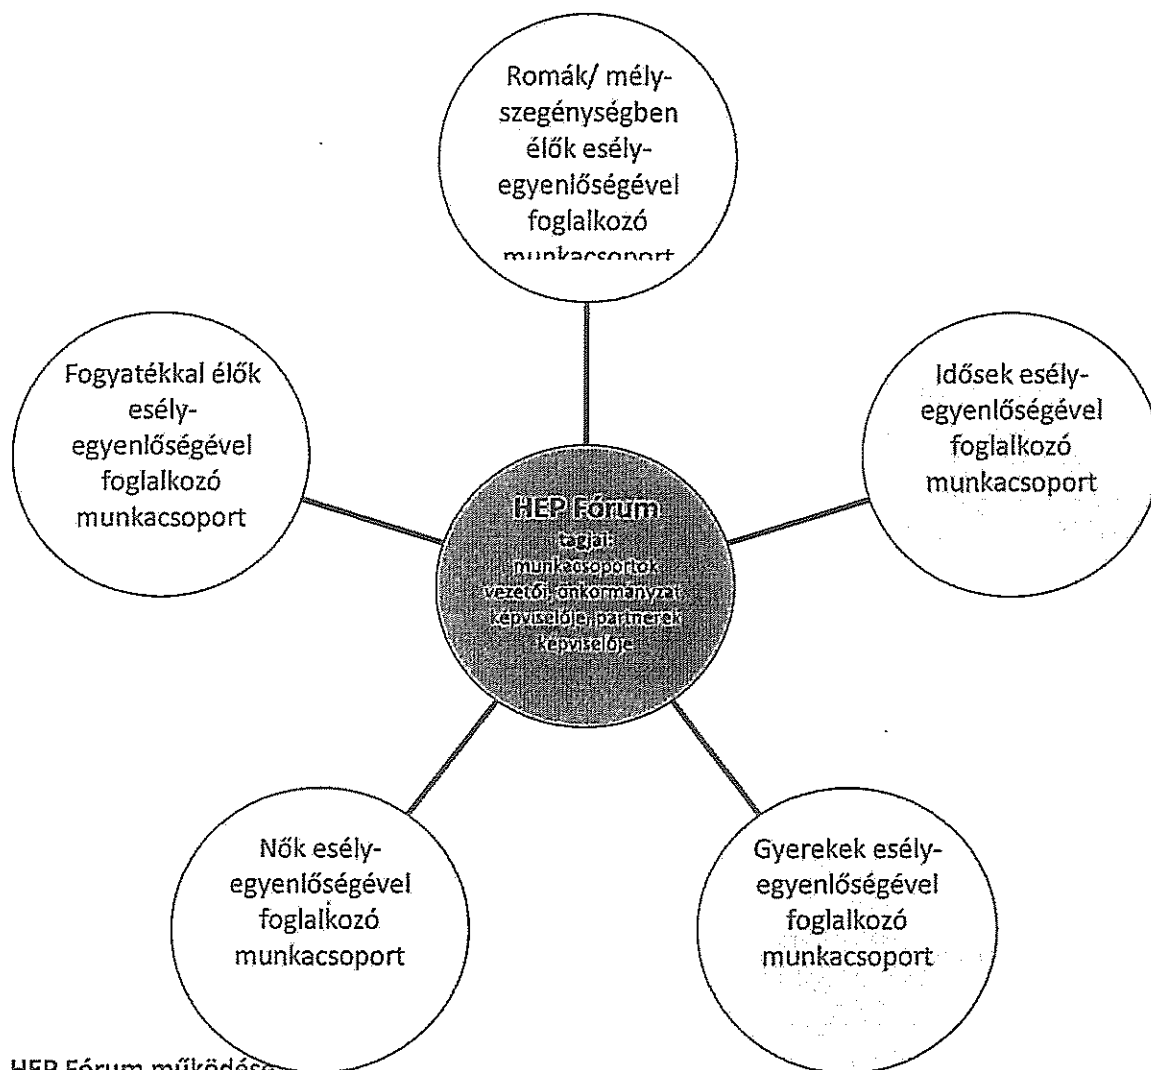 Romák/ mély-
szegénységben
élők esély-
egyenlőségével
foglalkozó
munkacsoport
Fogyatékkal élők
esély-
egyenlőségével
foglalkozó
munkacsoport
Idősek esély-
egyenlőségével
foglalkozó
munkacsoport
HEP Fórum
tagjai:
munkacsoportok
vezetői, önkormányzat
képviselője, partnerek
képviselője
Nők esély-
egyenlőségével
foglalkozó
munkacsoport
Gyerekek esély-
egyenlőségével
foglalkozó
munkacsoport
HEP Fórum működése